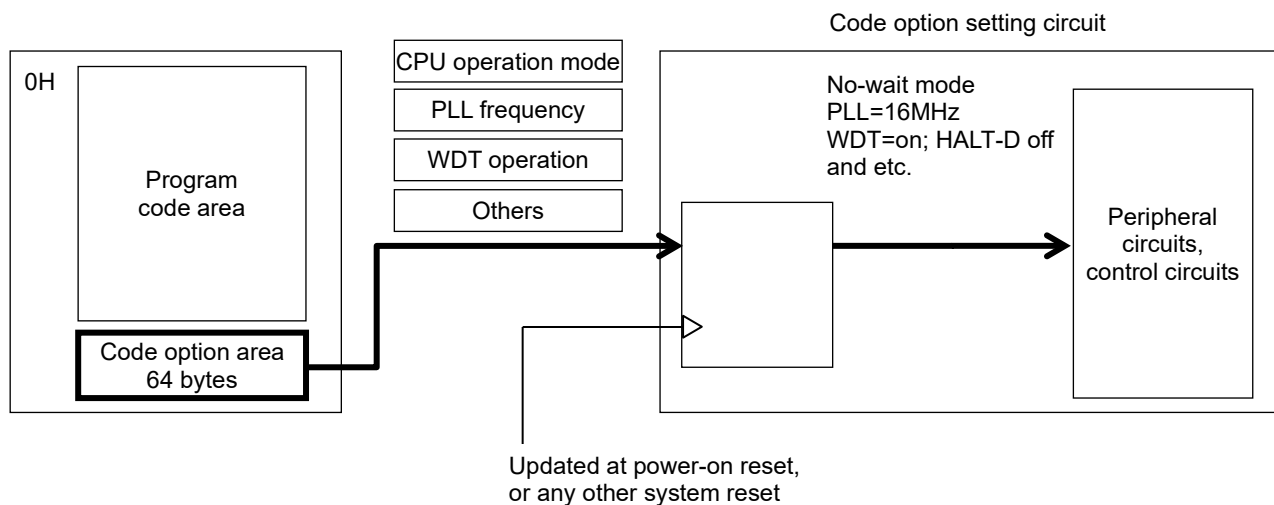 Code option setting circuit
0H
Program
code area
Code option area
64 bytes
CPU operation mode
PLL frequency
WDT operation
Others
No-wait mode
PLL=16MHz
WDT=on; HALT-D off
and etc.
Peripheral
circuits,
control circuits
Updated at power-on reset,
or any other system reset